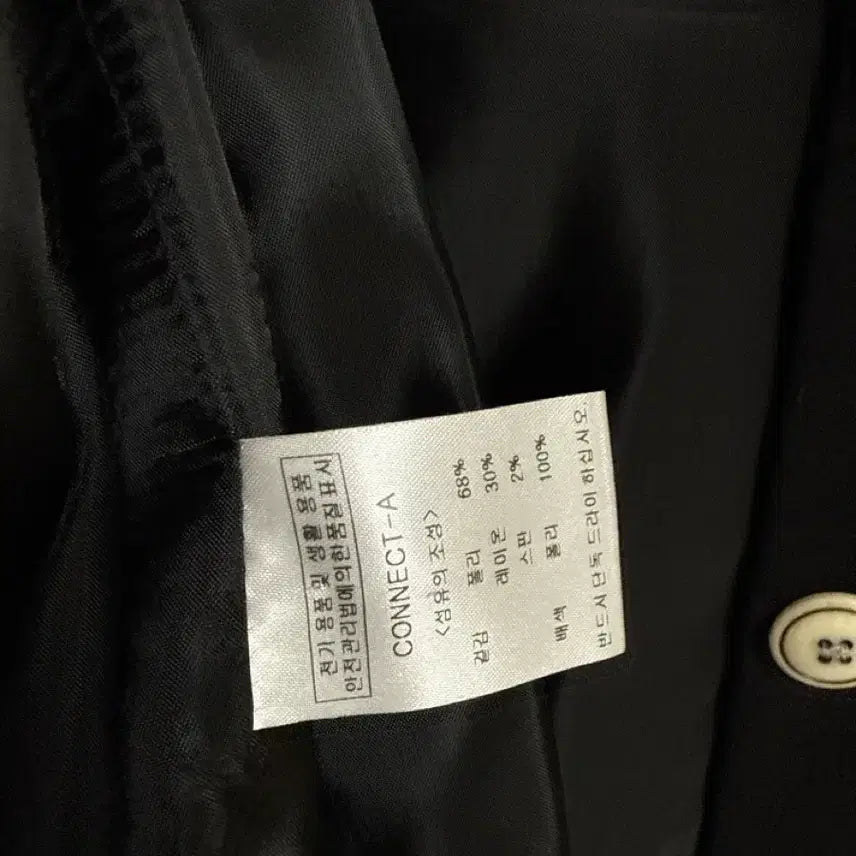 전기 용품 및 생활 용품
안전관리법에의한품질표시
CONNECT-A
<섬유의 조성>
겉감 폴리 68%
레이온 30%
스판 2%
배색 폴리 100%
반드시 단독 드라이 하십시오.